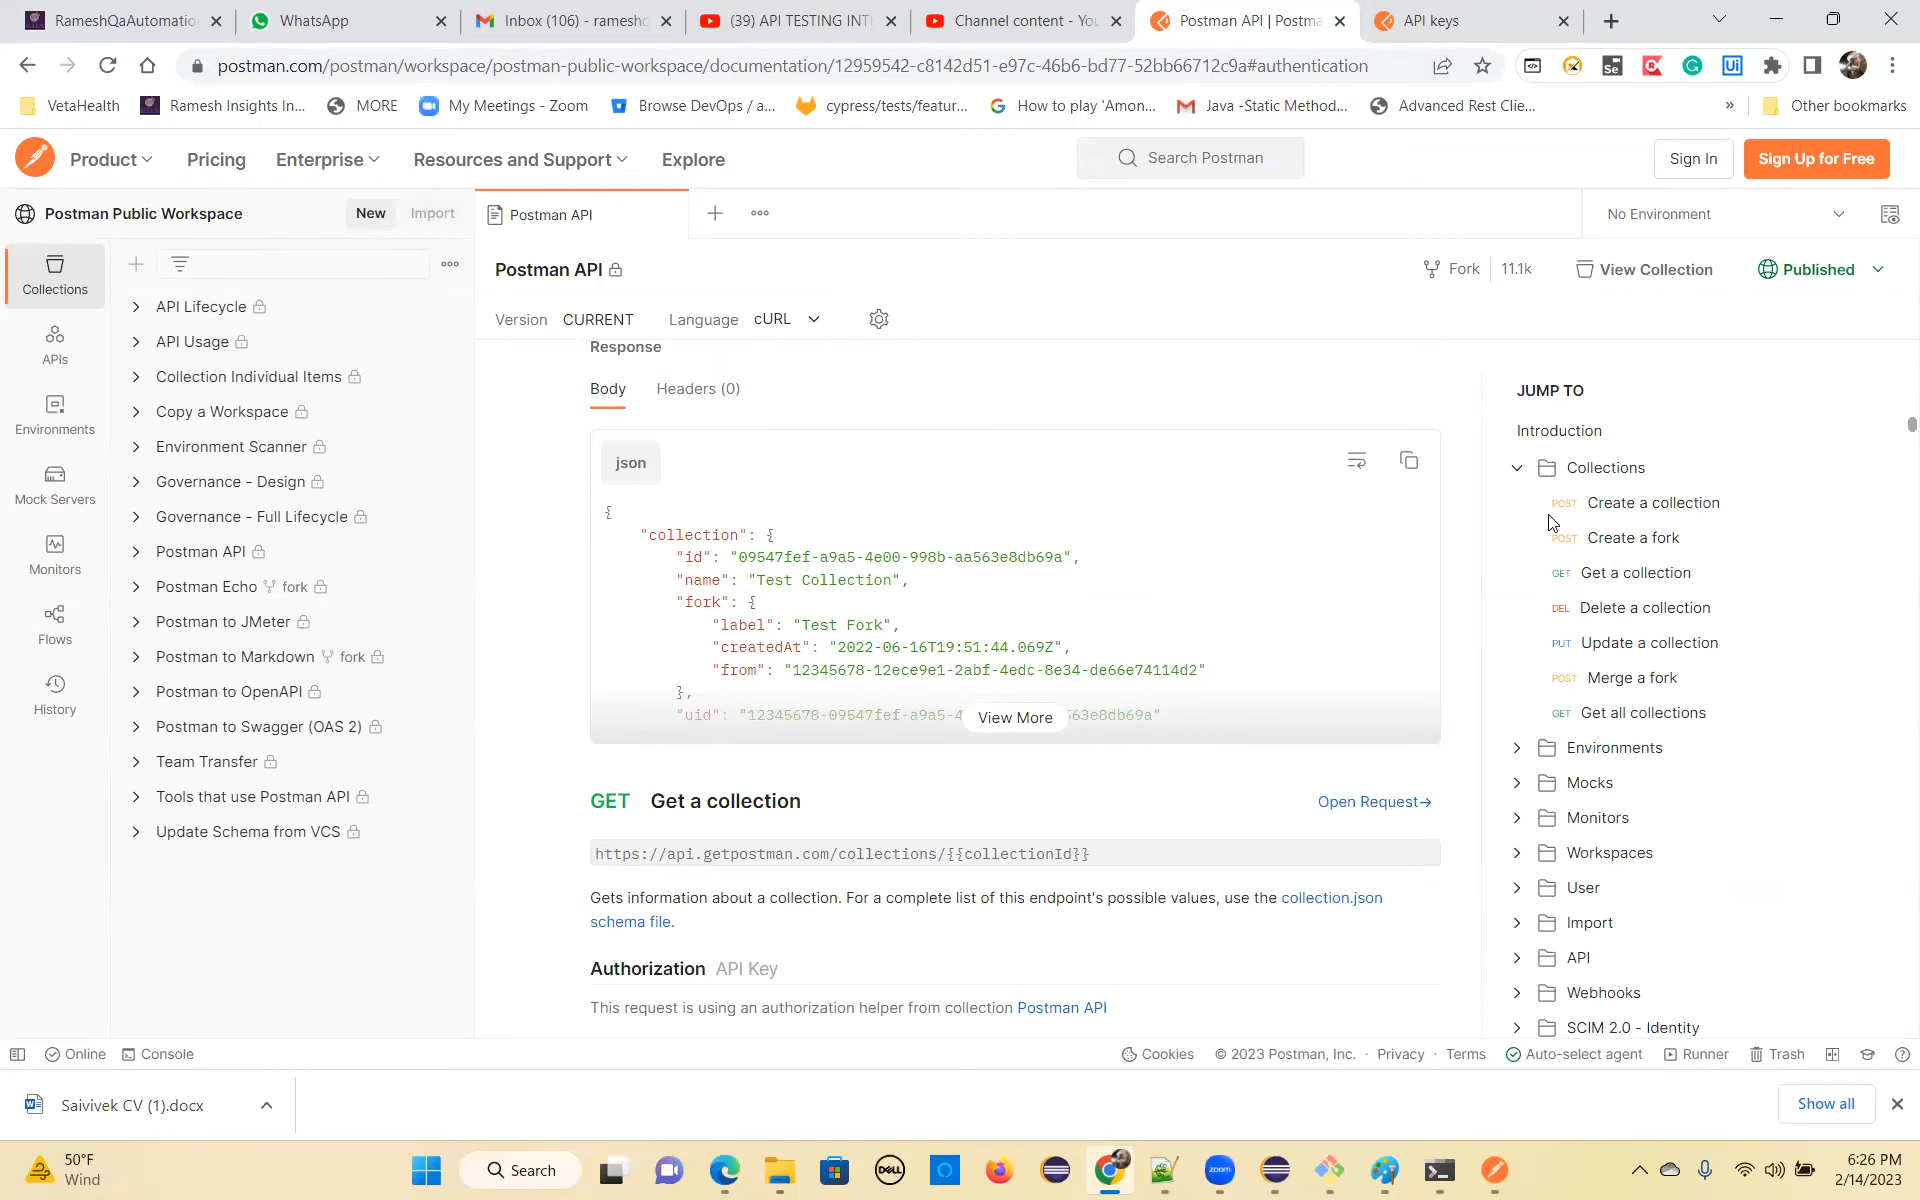 RameshQaAutomatio
WhatsApp
Inbox (106) - rameshq
(39) API TESTING INT
Channel content - Yo
Postman API | Postma
API keys
postman.com/postman/workspace/postman-public-workspace/documentation/12959542-c8142d51-e97c-46b6-bd77-52bb66712c9a#authentication
VetaHealth
Ramesh Insights In...
MORE
My Meetings - Zoom
Browse DevOps / a...
cypress/tests/featur...
How to play 'Amon...
Java -Static Method...
Advanced Rest Clie...
»
Other bookmarks
Product
Pricing
Enterprise
Resources and Support
Explore
Search Postman
Sign In
Sign Up for Free
Postman Public Workspace
New
Import
Postman API
No Environment
Collections
APIs
Environments
Mock Servers
Monitors
Flows
History
API Lifecycle
API Usage
Collection Individual Items
Copy a Workspace
Environment Scanner
Governance - Design
Governance - Full Lifecycle
Postman API
Postman Echo fork
Postman to JMeter
Postman to Markdown fork
Postman to OpenAPI
Postman to Swagger (OAS 2)
Team Transfer
Tools that use Postman API
Update Schema from VCS
Postman API
Fork 11.1k
View Collection
Published
Version CURRENT
Language cURL
Response
Body
Headers (0)
json
{
"collection": {
"id": "09547fef-a9a5-4e00-998b-aa563e8db69a",
"name": "Test Collection",
"fork": {
"label": "Test Fork",
"createdAt": "2022-06-16T19:51:44.069Z",
"from": "12345678-12ece9e1-2abf-4edc-8e34-de66e74114d2"
},
"uid": "12345678-09547fef-a9a5-4 View More 563e8db69a"
GET Get a collection
Open Request→
https://api.getpostman.com/collections/{{collectionId}}
Gets information about a collection. For a complete list of this endpoint's possible values, use the collection.json
schema file.
Authorization API Key
This request is using an authorization helper from collection Postman API
JUMP TO
Introduction
Collections
POST Create a collection
POST Create a fork
GET Get a collection
DEL Delete a collection
PUT Update a collection
POST Merge a fork
GET Get all collections
Environments
Mocks
Monitors
Workspaces
User
Import
API
Webhooks
SCIM 2.0 - Identity
Online
Console
Cookies
© 2023 Postman, Inc.
· Privacy
· Terms
Auto-select agent
Runner
Trash
Saivivek CV (1).docx
Show all
50°F
Wind
Search
DELL
zoom
6:26 PM
2/14/2023